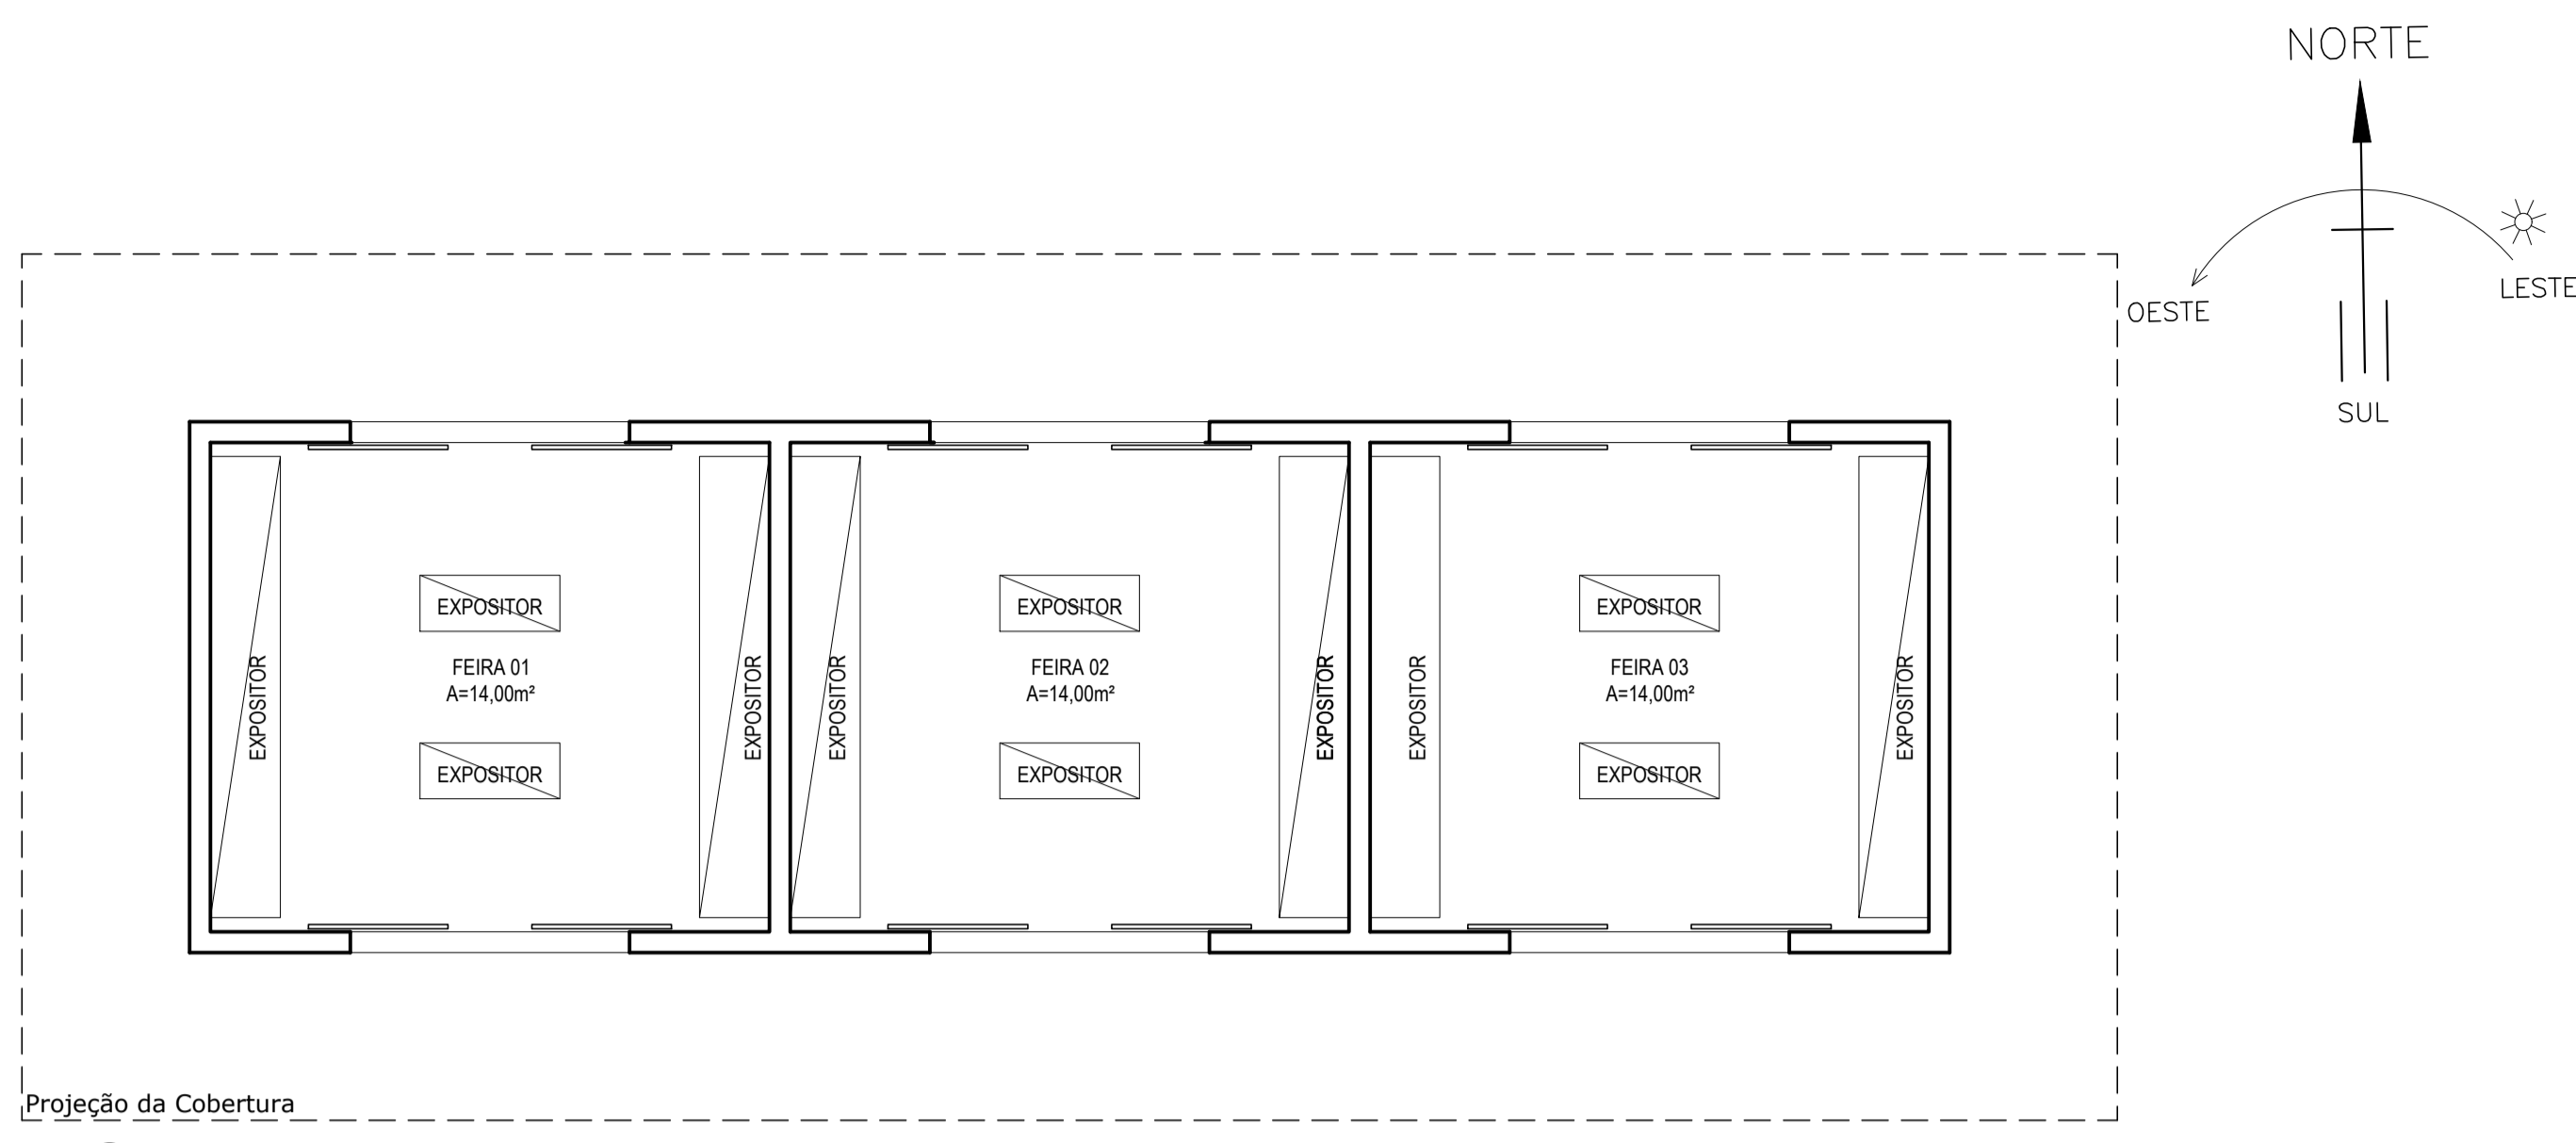 NORTE
LESTE
OESTE
SUL
EXPOSITOR
EXPOSITOR
EXPOSITOR
EXPOSITOR
FEIRA 01
A=14,00m²
EXPOSITOR
EXPOSITOR
EXPOSITOR
FEIRA 02
A=14,00m²
EXPOSITOR
EXPOSITOR
EXPOSITOR
EXPOSITOR
FEIRA 03
A=14,00m²
EXPOSITOR
EXPOSITOR
Projeção da Cobertura